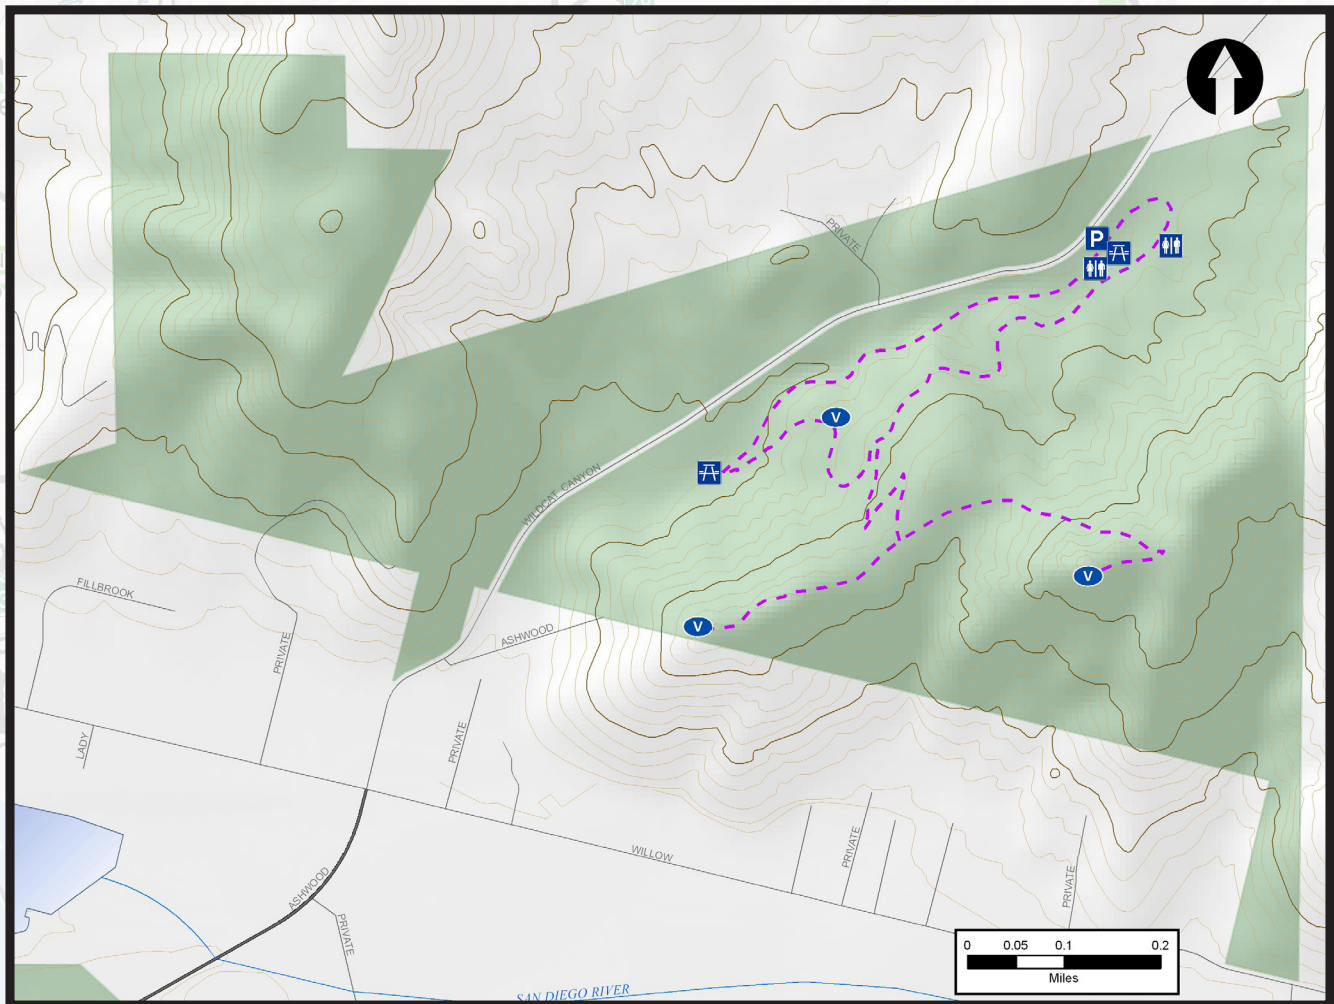 PRIVATE
P
V
WILDCAT CANYON
V
FILLBROOK
V
ASHWOOD
PRIVATE
LADY
PRIVATE
WILLOW
PRIVATE
PRIVATE
ASHWOOD
PRIVATE
0 0.05 0.1 0.2
Miles
SAN DIEGO RIVER